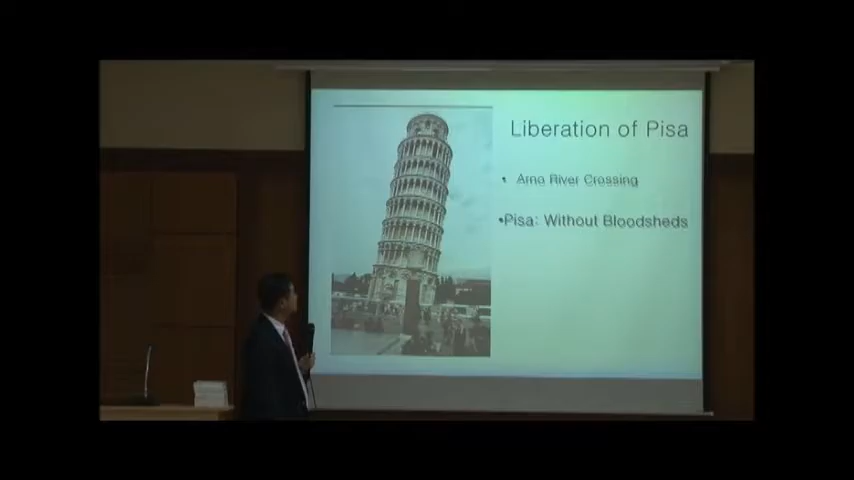 Liberation of Pisa
• Arno River Crossing
•Pisa: Without Bloodsheds